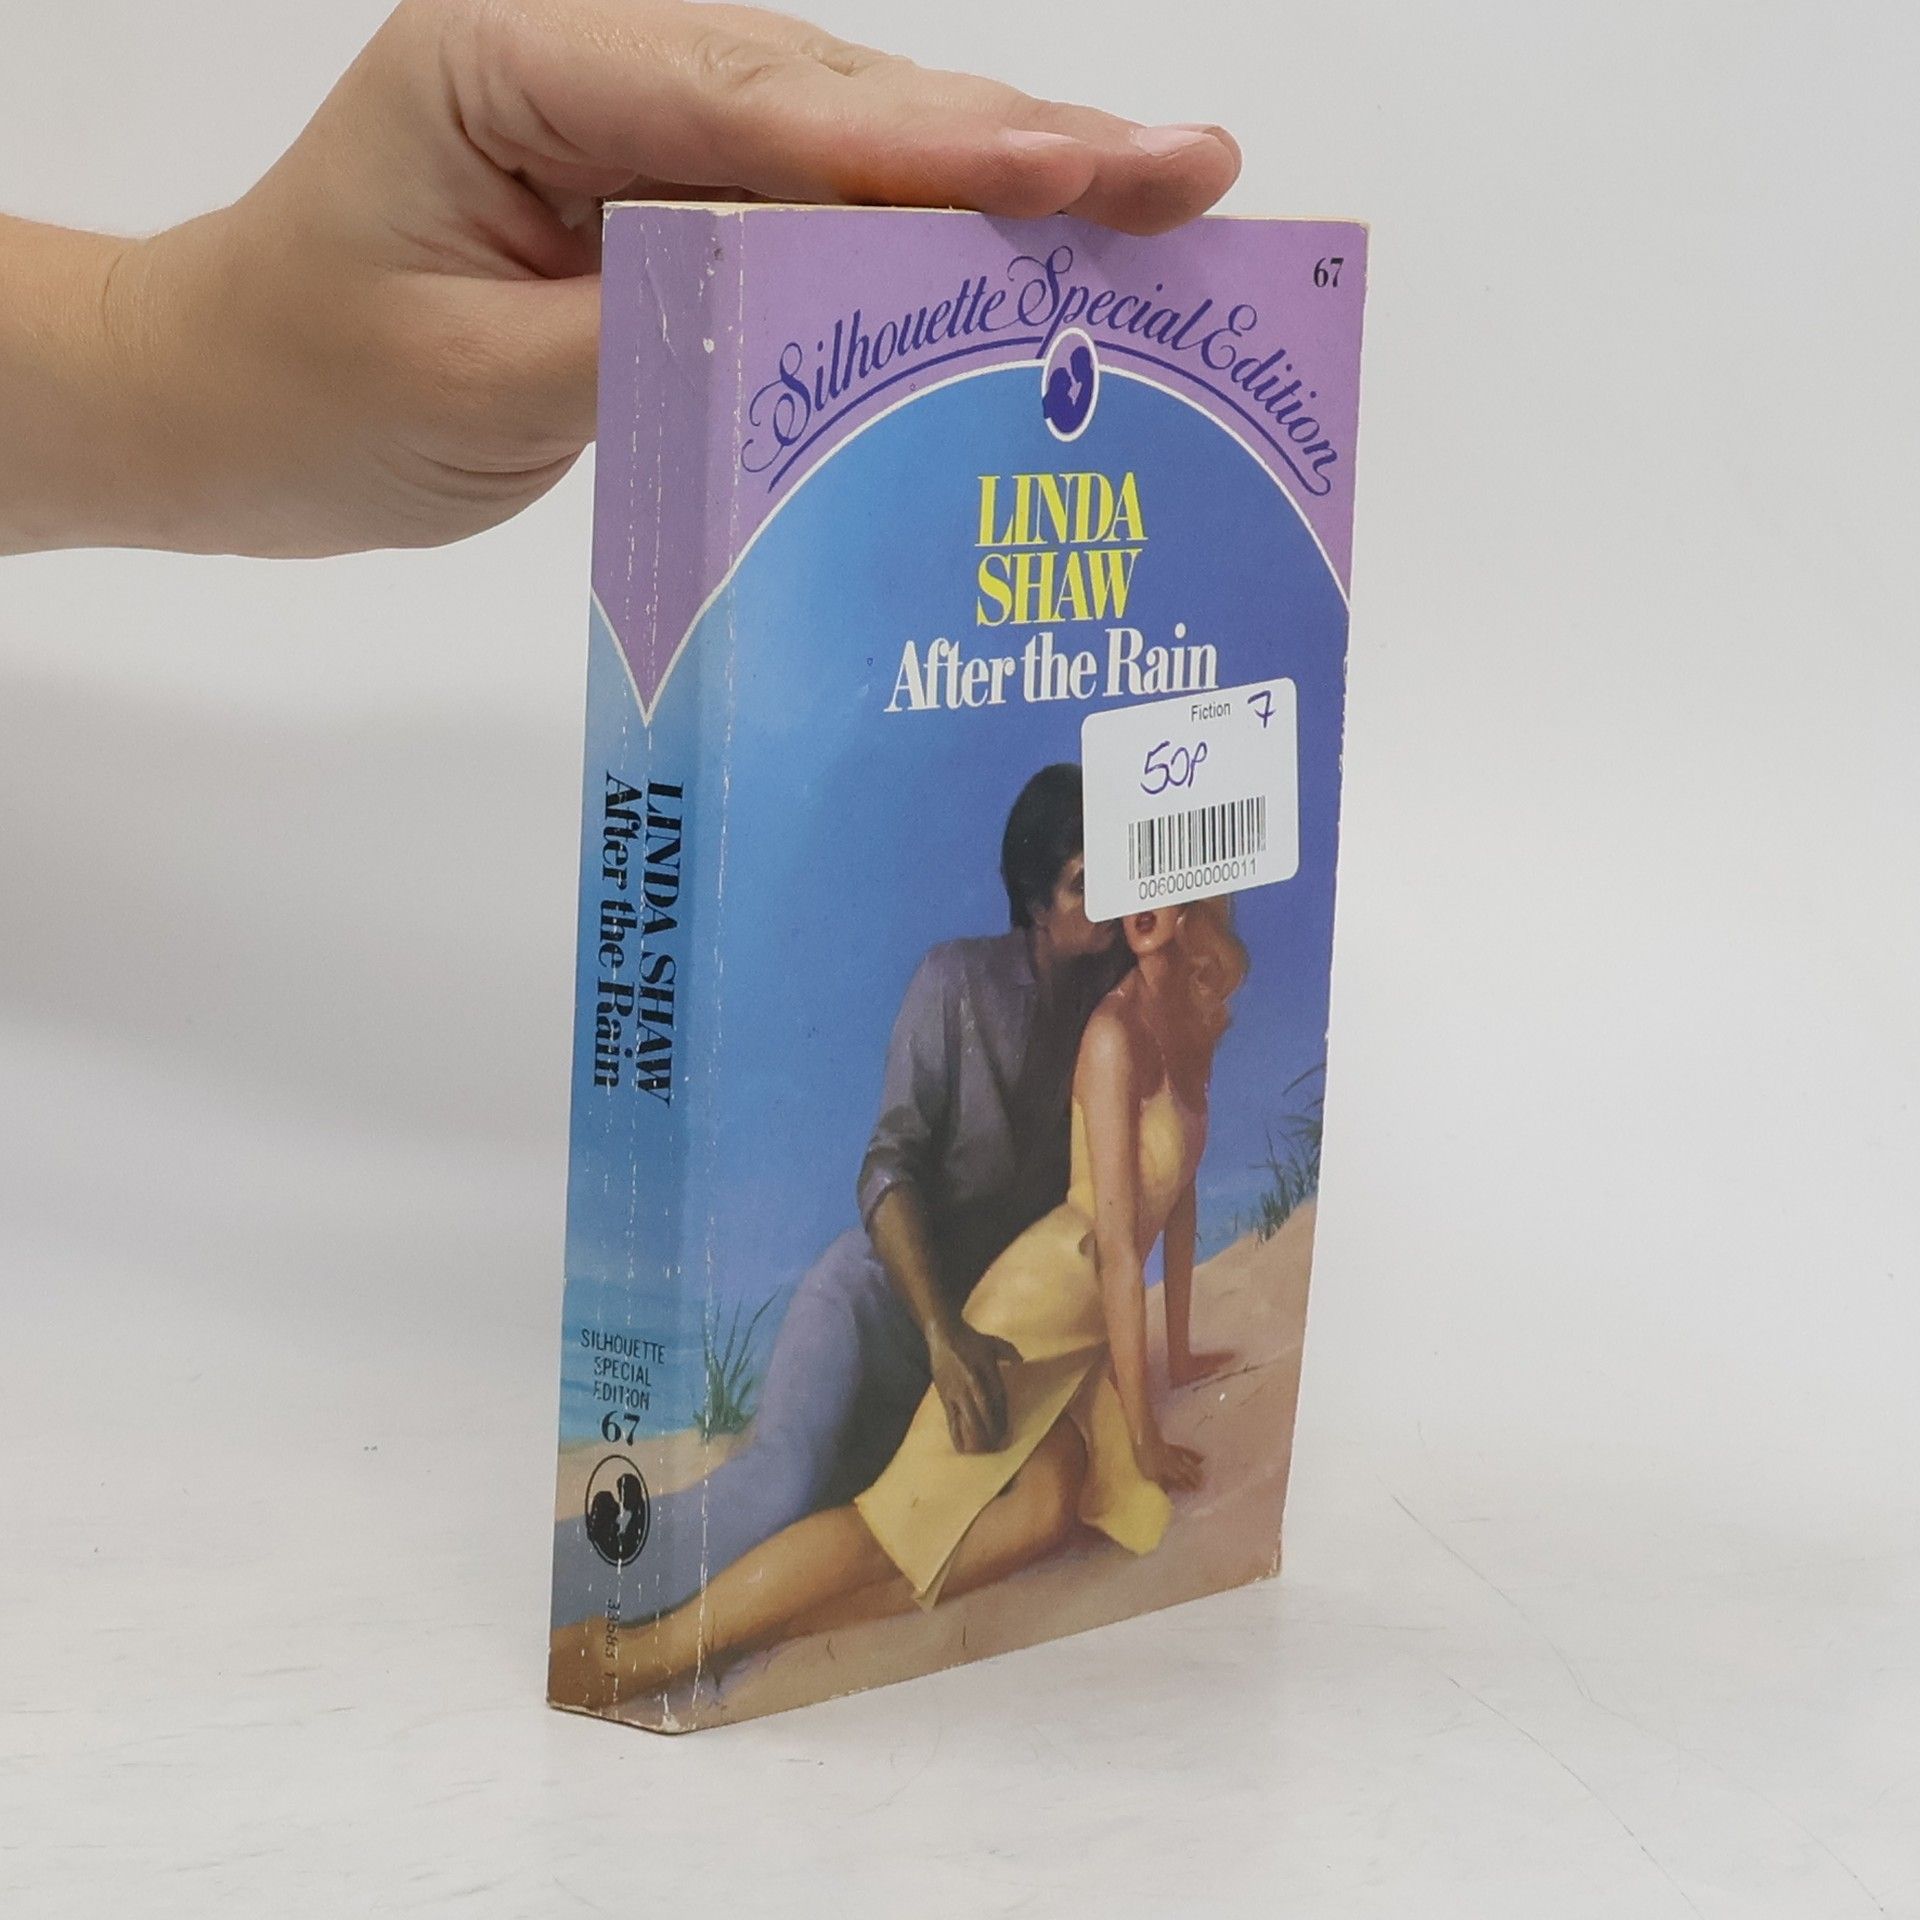 67
Silhouette Special Edition
LINDA
SHAW
After the Rain
Fiction 7
50p
0060000000011
LINDA SHAW
After the Rain
SILHOUETTE
SPECIAL
EDITION
67